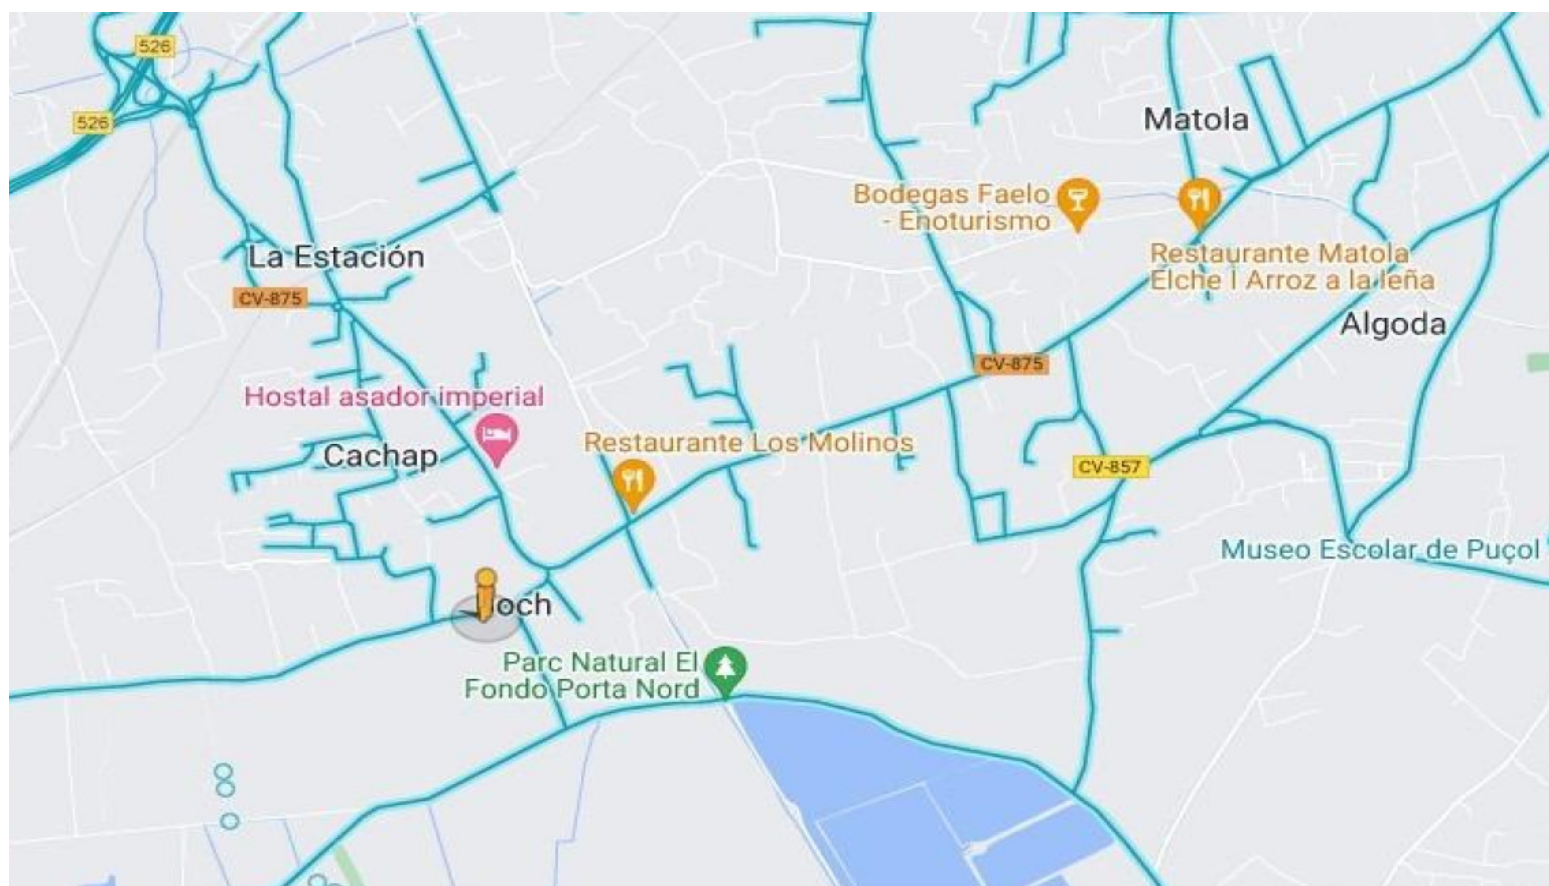 526
526
Matola
Bodegas Faelo
- Enoturismo
Restaurante Matola
Elche | Arroz a la leña
La Estación
CV-875
Algoda
CV-875
Hostal asador imperial
Restaurante Los Molinos
Cachap
CV-857
Museo Escolar de Puçol
Parc Natural El
Fondo Porta Nord